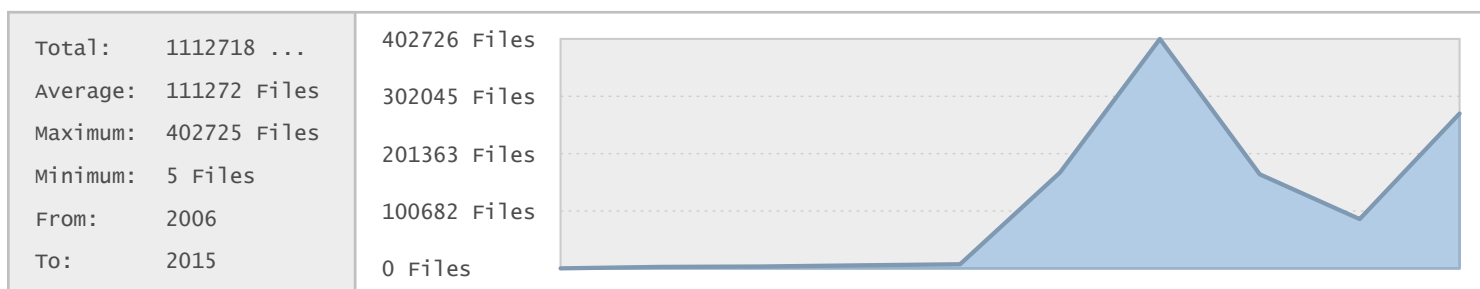 Total: 1112718 ...
Average: 111272 Files
Maximum: 402725 Files
Minimum: 5 Files
From: 2006
To: 2015
402726 Files
302045 Files
201363 Files
100682 Files
0 Files